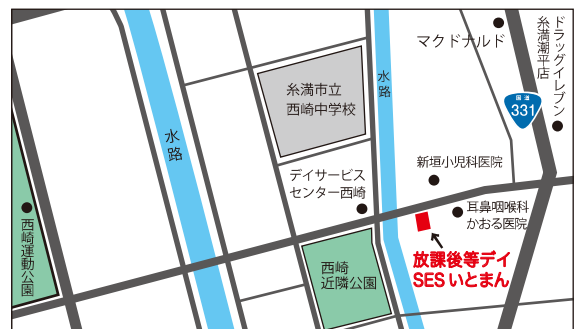 マクドナルド
ドラッグイレブン
糸満潮平店
国道
331
糸満市立
西崎中学校
水路
水路
新垣小児科医院
デイサービス
センター西崎
耳鼻咽喉科
かおる医院
西崎運動公園
放課後等デイ
SESいとまん
西崎
近隣公園